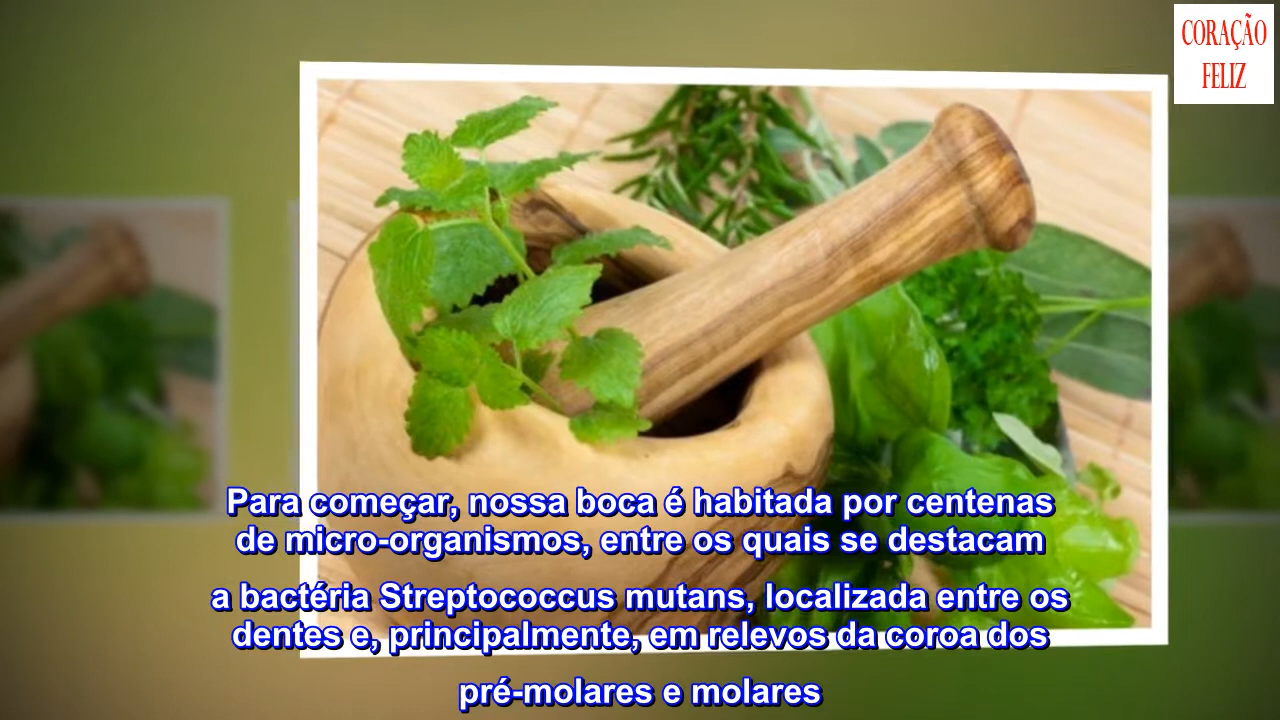 CORAÇÃO
FELIZ
Para começar, nossa boca é habitada por centenas
de micro-organismos, entre os quais se destacam
a bactéria Streptococcus mutans, localizada entre os
dentes e, principalmente, em relevos da coroa dos
pré-molares e molares